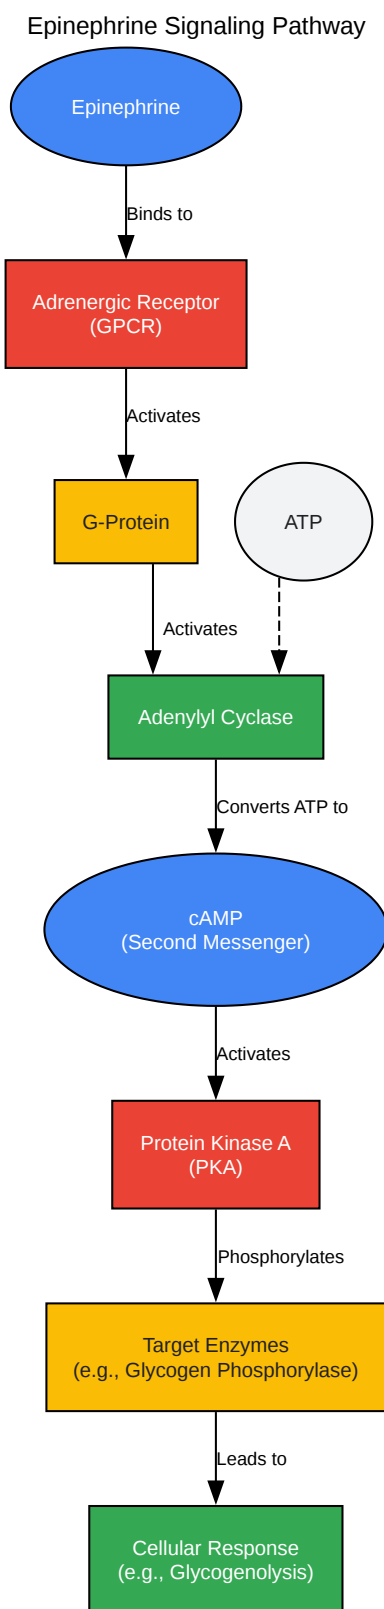 Epinephrine Signaling Pathway
Epinephrine
Binds to
Adrenergic Receptor
(GPCR)
Activates
G-Protein
ATP
Activates
Adenylyl Cyclase
Converts ATP to
cAMP
(Second Messenger)
Activates
Protein Kinase A
(PKA)
Phosphorylates
Target Enzymes
(e.g., Glycogen Phosphorylase)
Leads to
Cellular Response
(e.g., Glycogenolysis)